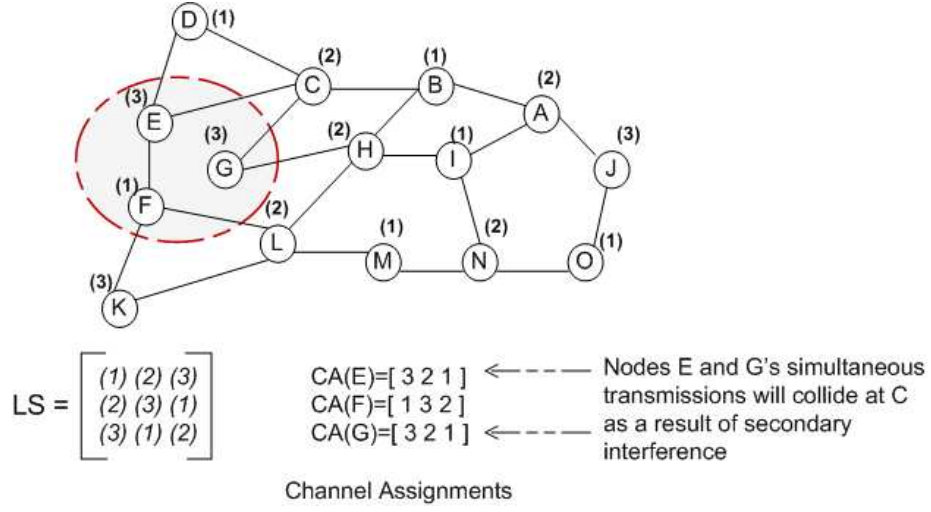 D (1)
(2)
C
(1)
B
(2)
A
(3)
E
(3)
G
(2)
H
(1)
I
(3)
J
(1)
F
(2)
L
(1)
M
(2)
N
(1)
O
(3)
K
LS =
(1) (2) (3)
(2) (3) (1)
(3) (1) (2)
CA(E)=[ 3 2 1 ]
CA(F)=[ 1 3 2 ]
CA(G)=[ 3 2 1 ]
Nodes E and G's simultaneous
transmissions will collide at C
as a result of secondary
interference
Channel Assignments